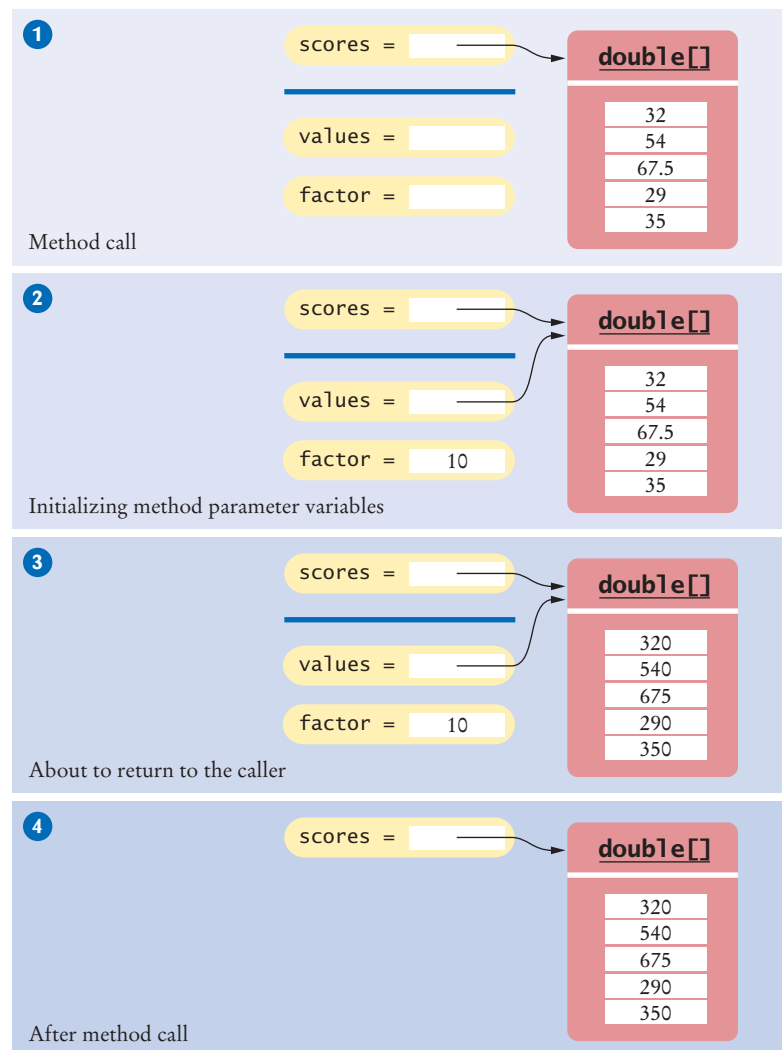 1
scores =
double[]
values =
factor =
32
54
67.5
29
35
Method call
2
scores =
double[]
values =
factor = 10
32
54
67.5
29
35
Initializing method parameter variables
3
scores =
double[]
values =
factor = 10
320
540
675
290
350
About to return to the caller
4
scores =
double[]
320
540
675
290
350
After method call